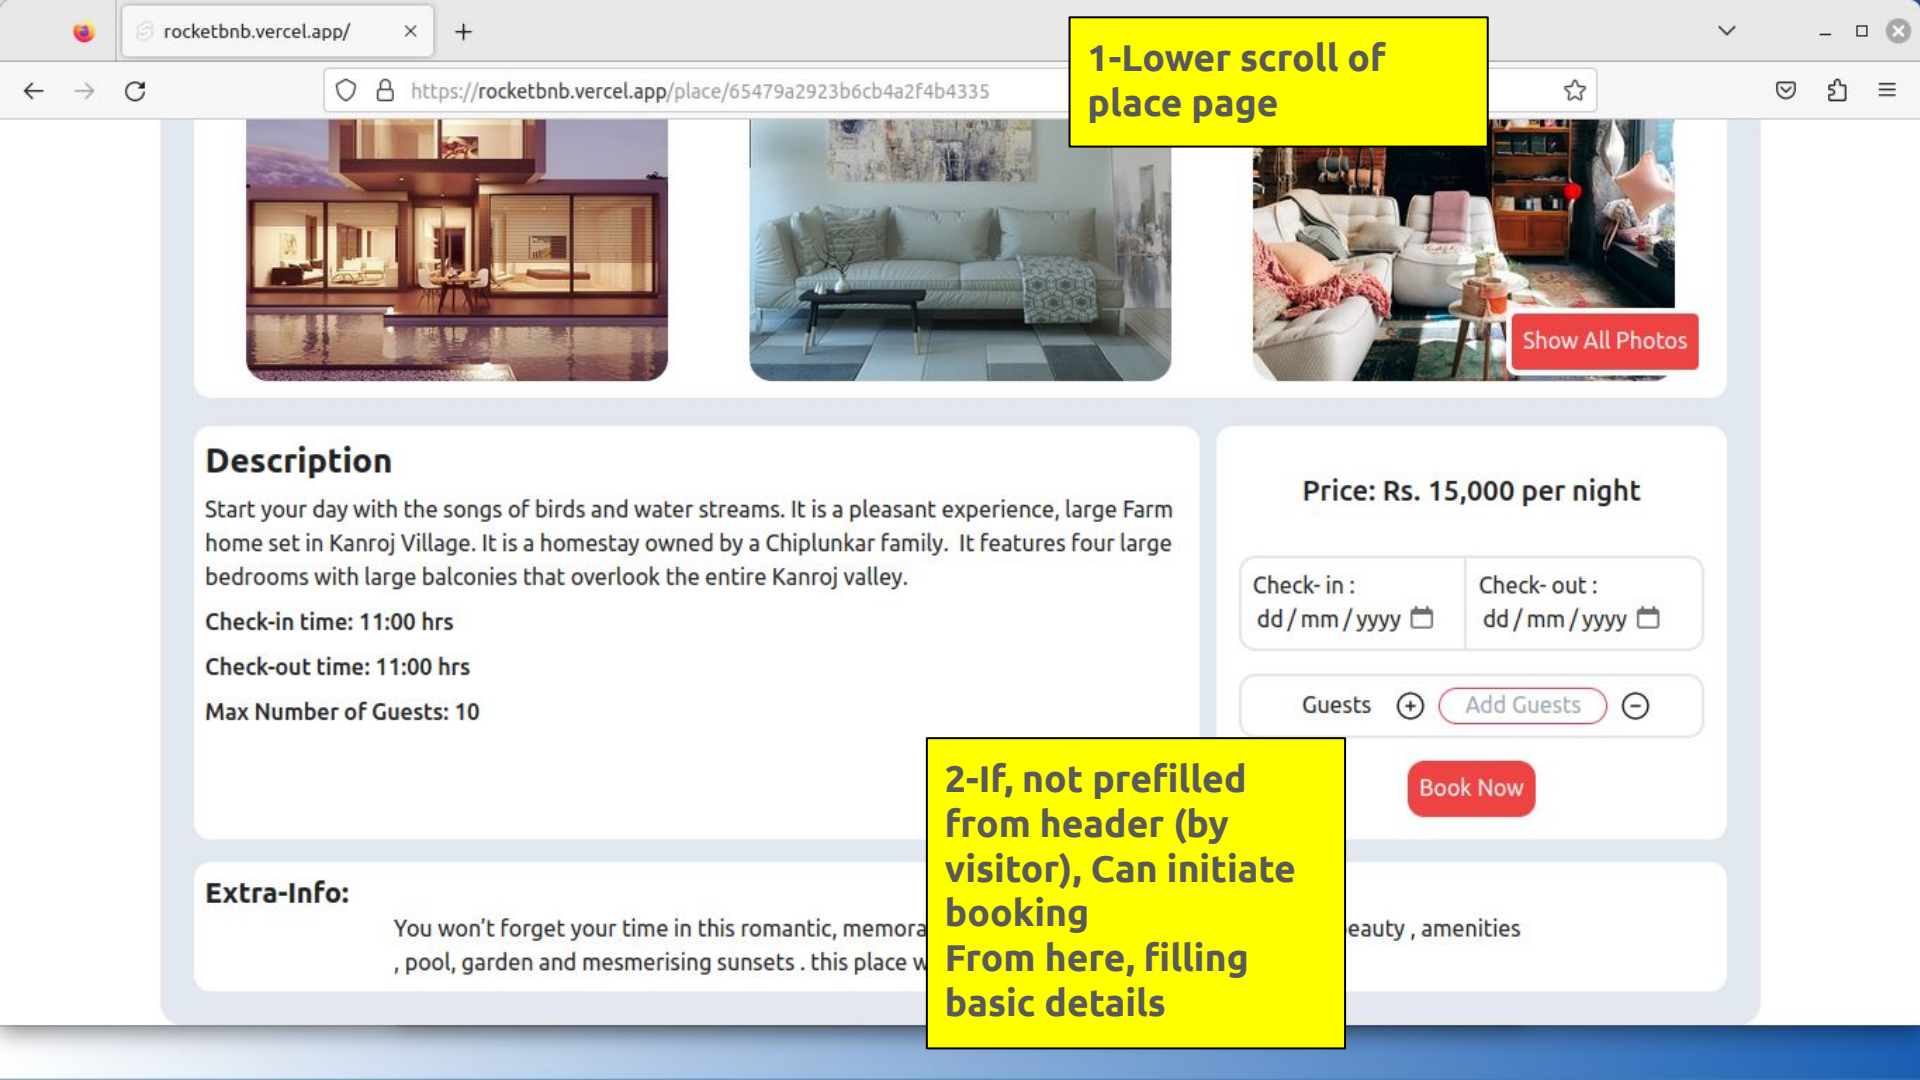 rocketbnb.vercel.app/
1-Lower scroll of
place page
https://rocketbnb.vercel.app/place/65479a2923b6cb4a2f4b4335
Show All Photos
Description
Start your day with the songs of birds and water streams. It is a pleasant experience, large Farm
home set in Kanroj Village. It is a homestay owned by a Chiplunkar family. It features four large
bedrooms with large balconies that overlook the entire Kanroj valley.
Check-in time: 11:00 hrs
Check-out time: 11:00 hrs
Max Number of Guests: 10
Price: Rs. 15,000 per night
Check- in :
dd / mm / yyyy
Check- out :
dd / mm / yyyy
Guests
Add Guests
Book Now
2-If, not prefilled
from header (by
visitor), Can initiate
booking
From here, filling
basic details
Extra-Info:
You won’t forget your time in this romantic, , amenities
, pool, garden and mesmerising sunsets . this place